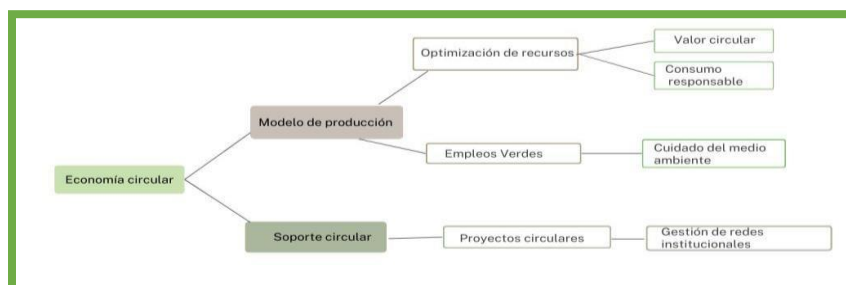 Valor circular
Optimización de recursos
Consumo
responsable
Modelo de producción
Empleos Verdes
Cuidado del medio
ambiente
Economía circular
Soporte circular
Proyectos circulares
Gestión de redes
institucionales